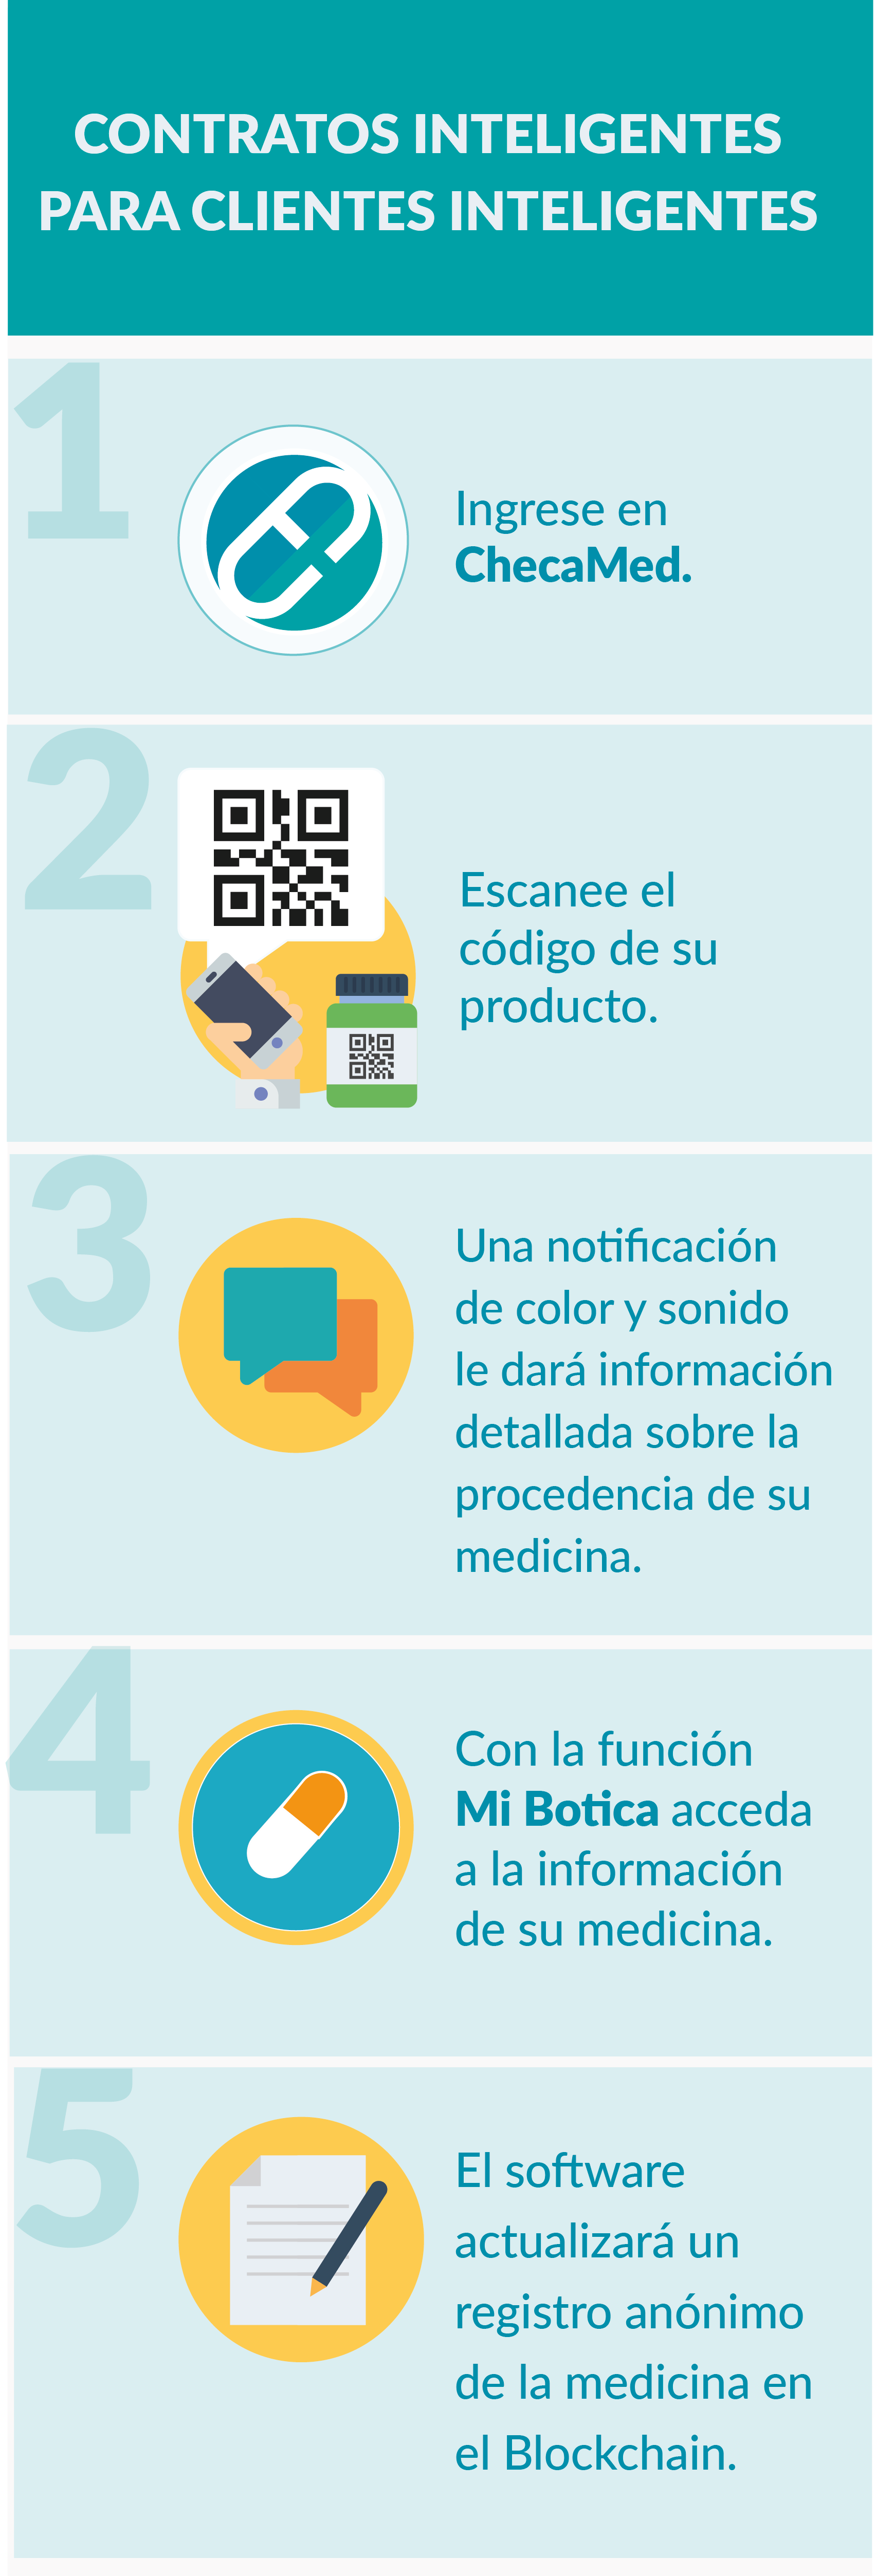 CONTRATOS INTELIGENTES
PARA CLIENTES INTELIGENTES
1
Ingrese en
ChecaMed.
2
Escanee el
código de su
producto.
3
Una notificación
de color y sonido
le dará información
detallada sobre la
procedencia de su
medicina.
4
Con la función
Mi Botica acceda
a la información
de su medicina.
5
El software
actualizará un
registro anónimo
de la medicina en
el Blockchain.